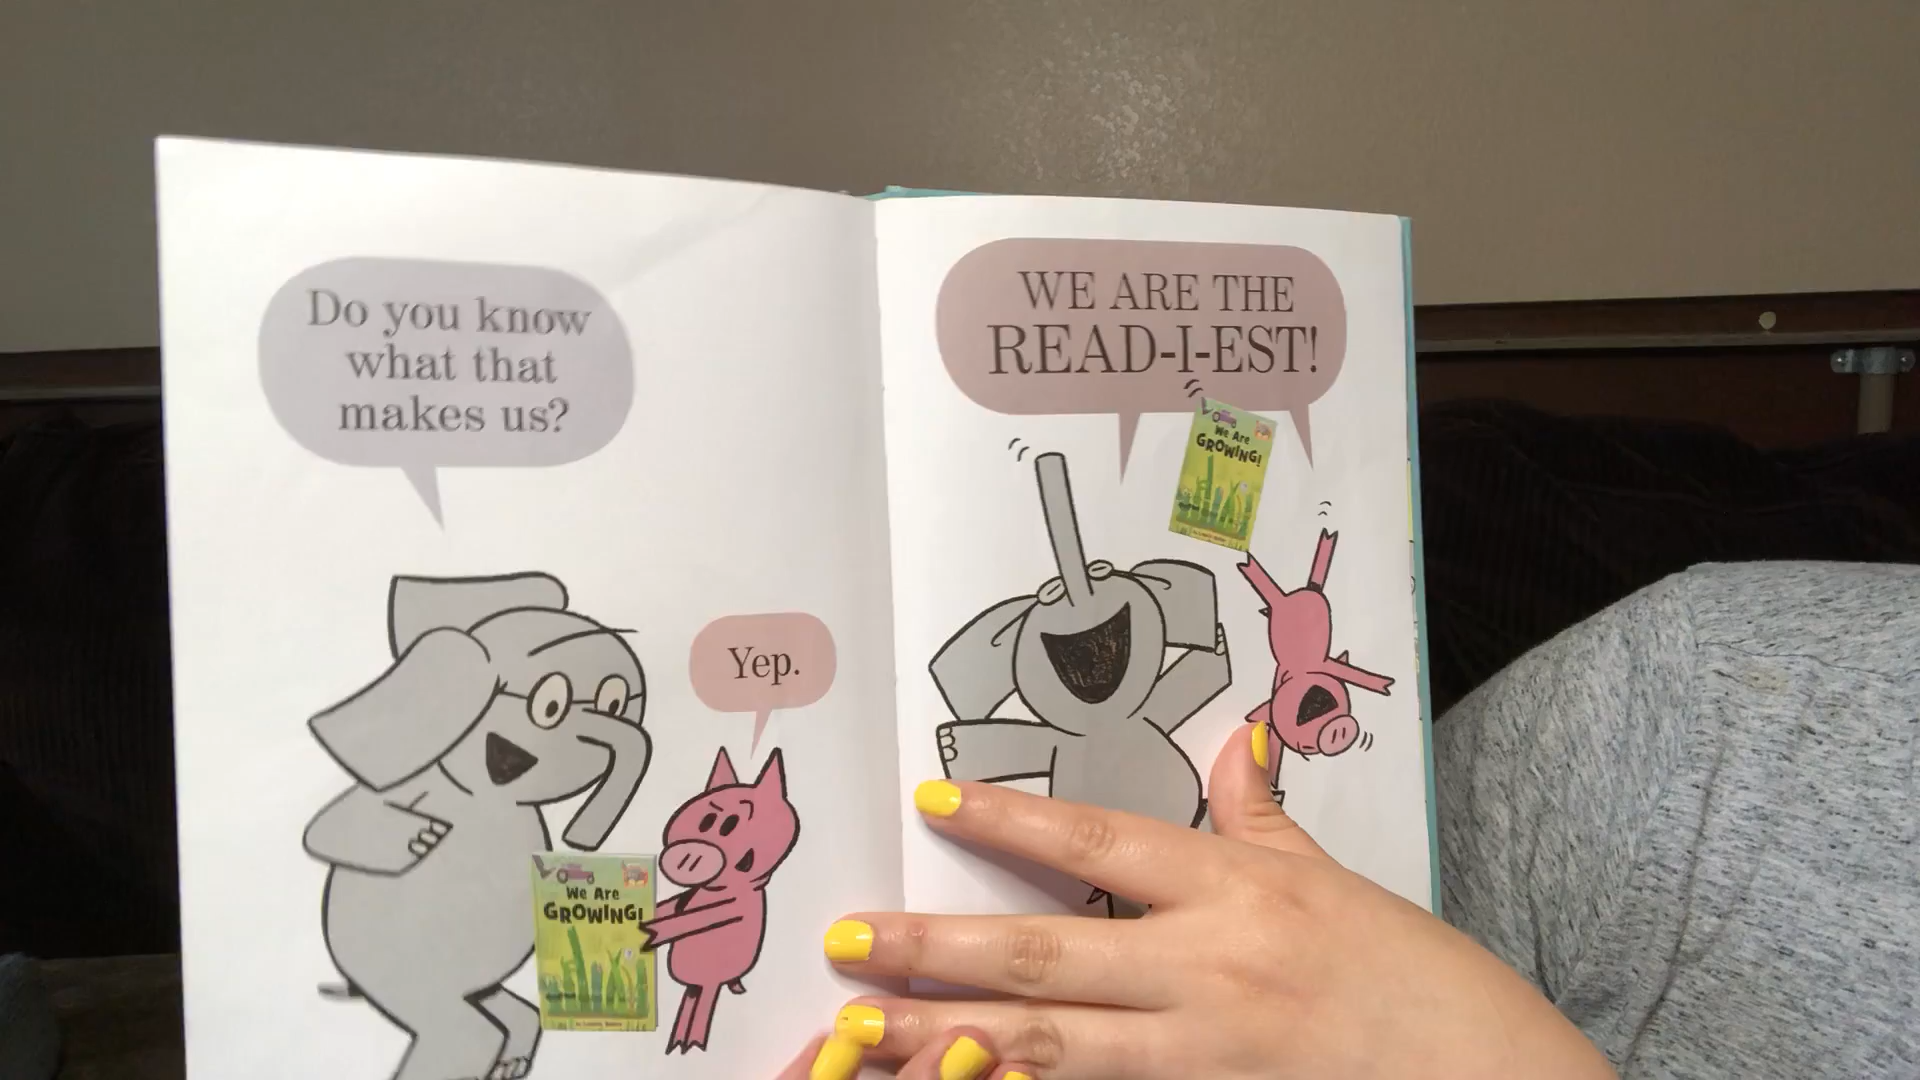 Do you know
what that
makes us?
Yep.
We Are
GROWING!
WE ARE THE
READ-I-EST!
We Are
GROWING!